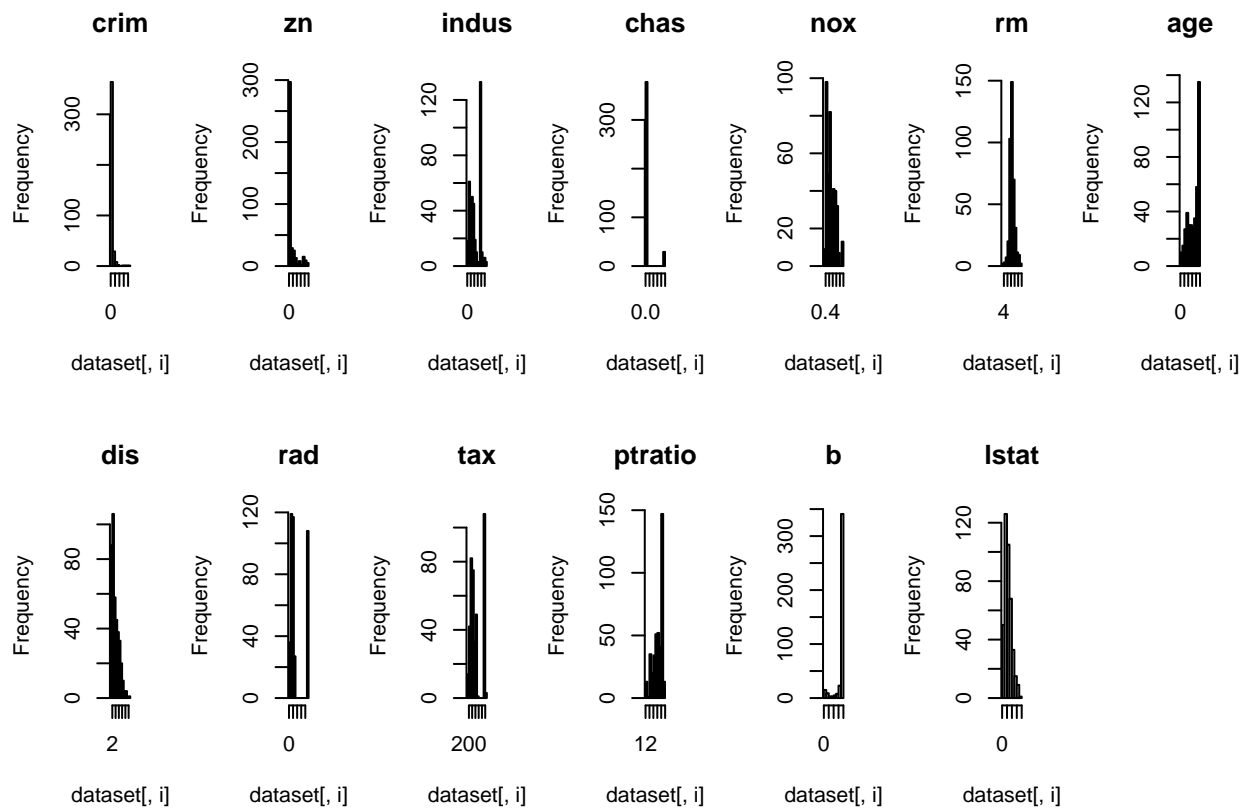 crim zn indus chas nox rm age
Frequency Frequency Frequency Frequency Frequency Frequency Frequency
0 100 300
0 100 200 300
0 40 80 120
0 100 300
0 20 40 60 80 100
0 50 100 150
0 40 80 120
0 0 0 0.0 0.4 4 0
dataset[, i] dataset[, i] dataset[, i] dataset[, i] dataset[, i] dataset[, i] dataset[, i]
dis rad tax ptratio b lstat
Frequency Frequency Frequency Frequency Frequency Frequency
0 40 80
0 40 80 120
0 40 80
0 50 100 150
0 100 200 300
0 40 80 120
2 0 200 12 0 0
dataset[, i] dataset[, i] dataset[, i] dataset[, i] dataset[, i] dataset[, i]